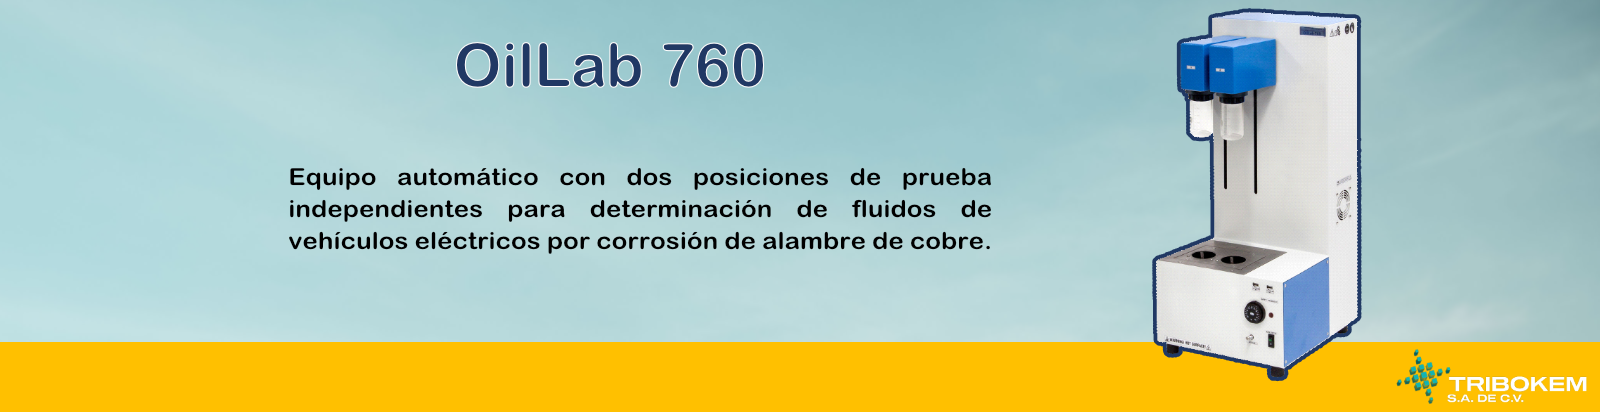 OilLab 760
Equipo automático con dos posiciones de prueba
independientes para determinación de fluidos de
vehículos eléctricos por corrosión de alambre de cobre.
TRIBOKEM
S.A. DE C.V.